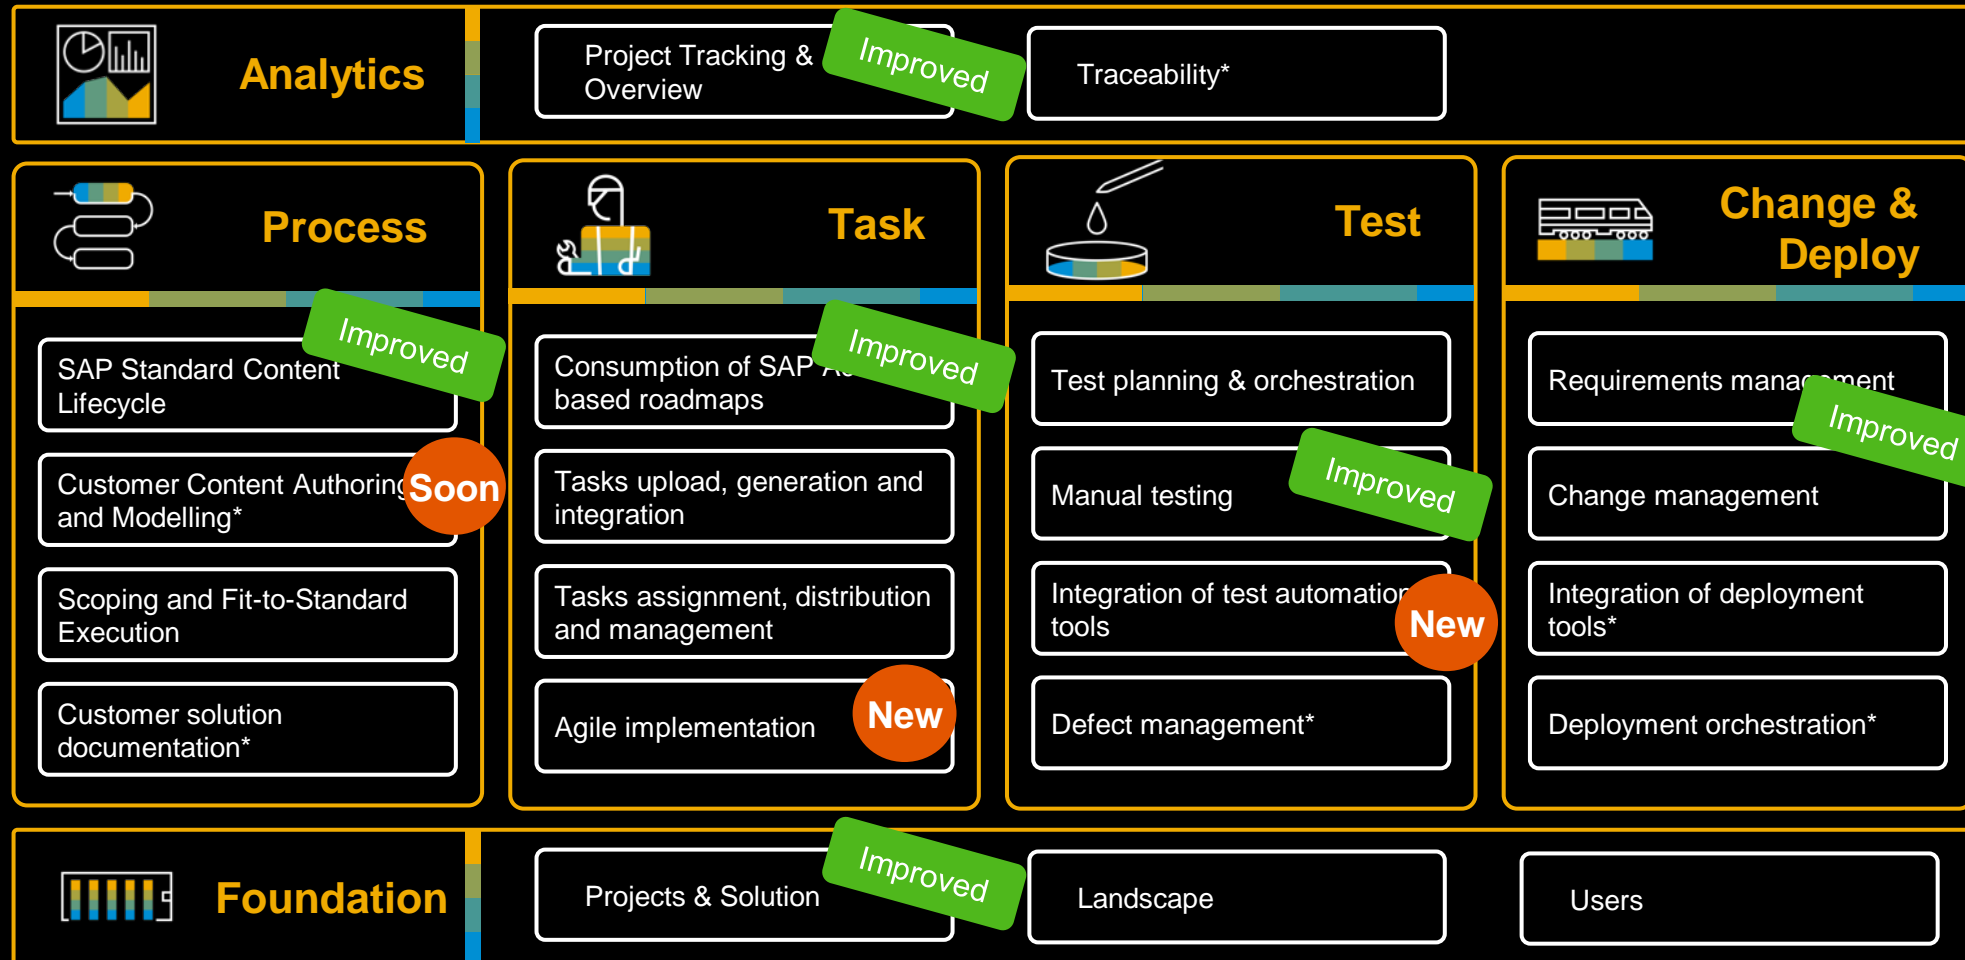 Analytics
Project Tracking &
Overview
Improved
Traceability*
Process
Improved
SAP Standard Content
Lifecycle
Customer Content Authoring
and Modelling*
Soon
Scoping and Fit-to-Standard
Execution
Customer solution
documentation*
Task
Improved
Consumption of SAP
based roadmaps
Tasks upload, generation and
integration
Tasks assignment, distribution
and management
Agile implementation
New
Test
Test planning & orchestration
Manual testing
Improved
Integration of test automation
tools
New
Defect management*
Change &
Deploy
Requirements management
Improved
Change management
Integration of deployment
tools*
Deployment orchestration*
Foundation
Projects & Solution
Improved
Landscape
Users